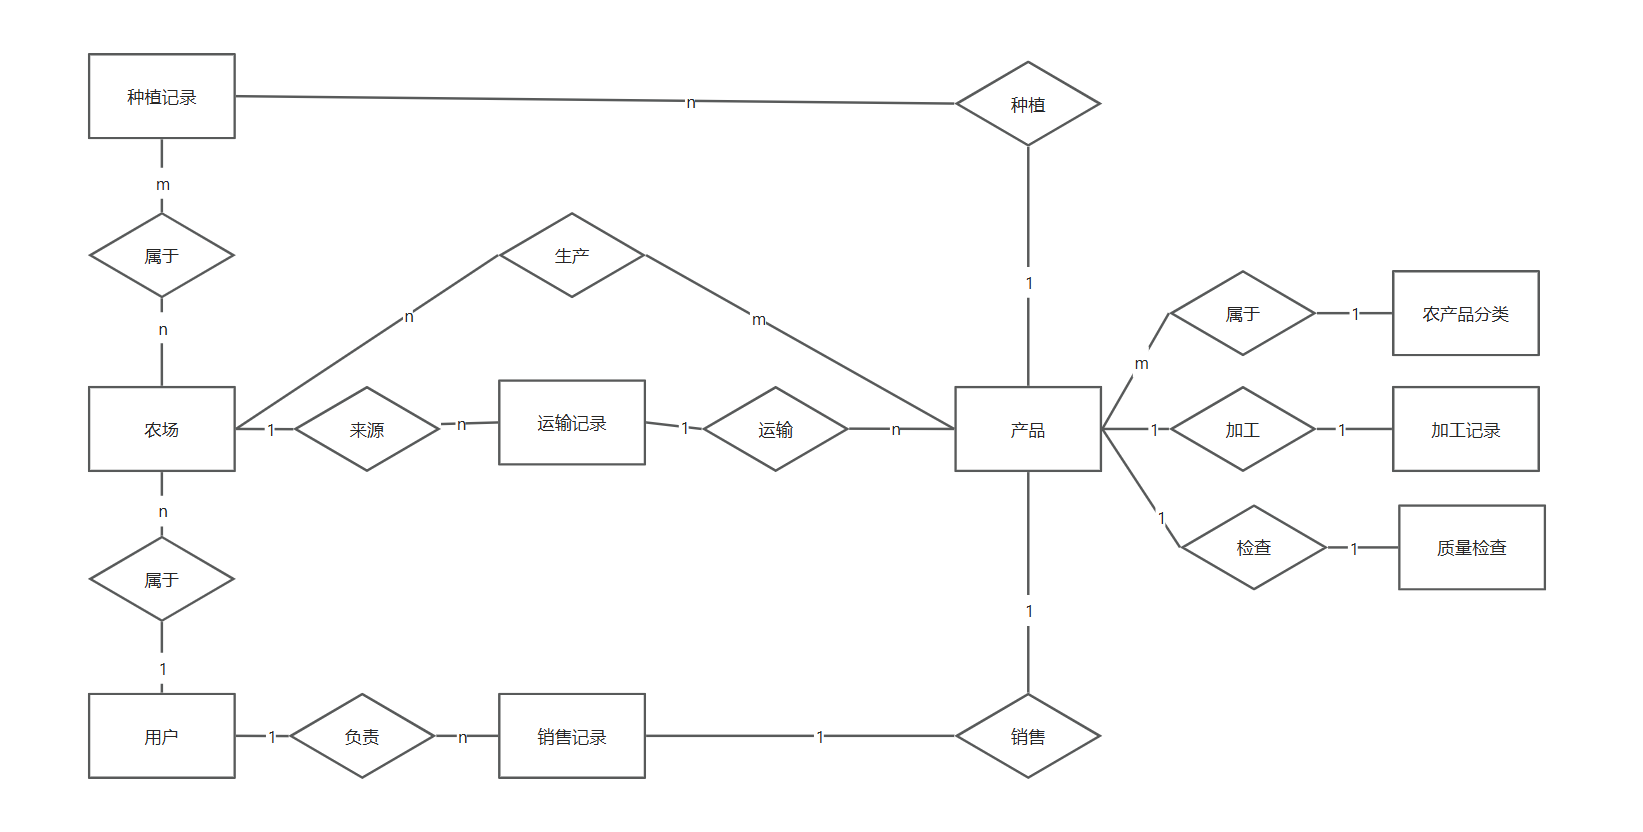 种植记录
n
种植
m
属于
生产
n
1
n
m
属于
1
农产品分类
m
农场
1
来源
n
运输记录
1
运输
n
产品
1
加工
1
加工记录
n
1
检查
1
质量检查
属于
1
1
用户
1
负责
n
销售记录
1
销售